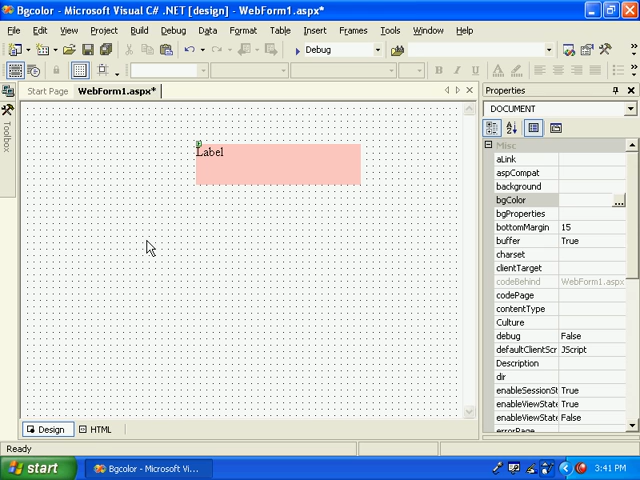 Bgcolor - Microsoft Visual C# .NET [design] - WebForm1.aspx*
File Edit View Project Build Debug Data Format Table Insert Frames Tools Window Help
Debug
B I U
Start Page WebForm1.aspx*
Toolbox
Label
Design HTML
Properties
DOCUMENT
Misc
aLink
aspCompat
background
bgColor ...
bgProperties
bottomMargin 15
buffer True
charset
clientTarget
codeBehind WebForm1.aspx
codePage
contentType
Culture
debug False
defaultClientScr JScript
Description
dir
enableSessionSt True
enableViewState True
enableViewState False
errorPage
Ready
start Bgcolor - Microsoft Vi... 3:41 PM